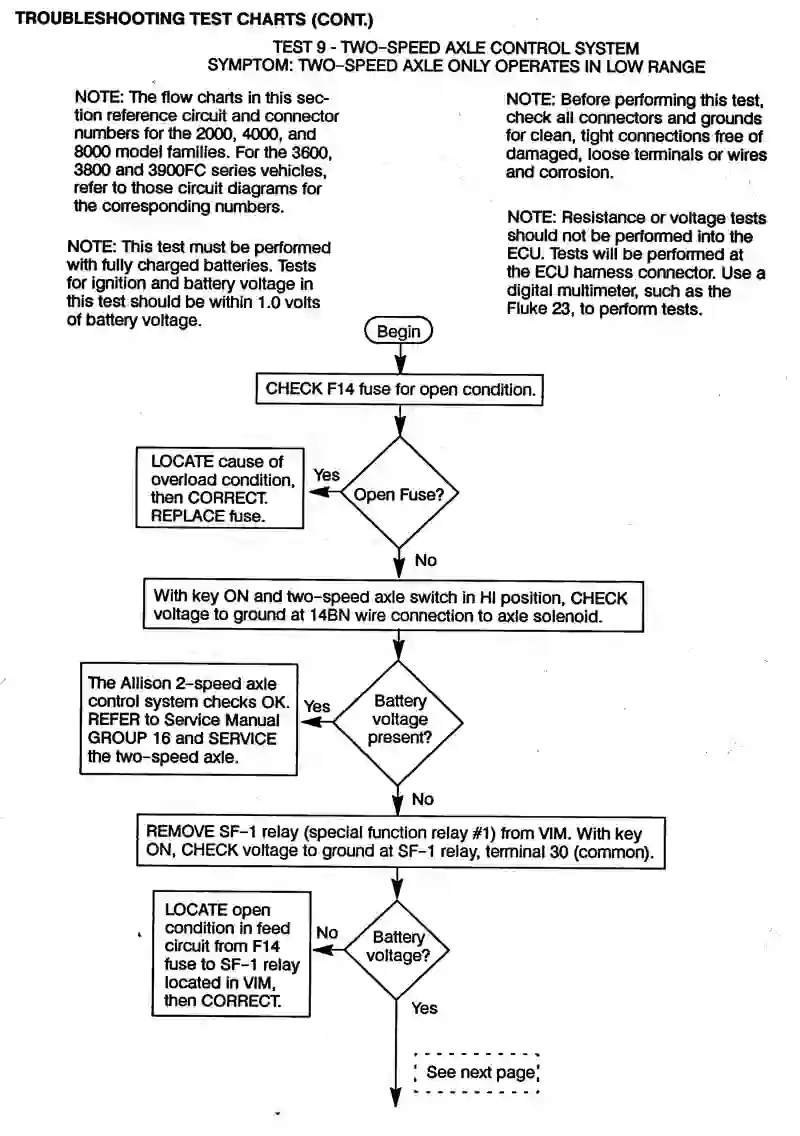 TROUBLESHOOTING TEST CHARTS (CONT.)
TEST 9 - TWO-SPEED AXLE CONTROL SYSTEM
SYMPTOM: TWO-SPEED AXLE ONLY OPERATES IN LOW RANGE
NOTE: The flow charts in this sec-
tion reference circuit and connector
numbers for the 2000, 4000, and
8000 model families. For the 3600,
3800 and 3900FC series vehicles,
refer to those circuit diagrams for
the corresponding numbers.
NOTE: This test must be performed
with fully charged batteries. Tests
for ignition and battery voltage in
this test should be within 1.0 volts
of battery voltage.
NOTE: Before performing this test,
check all connectors and grounds
for clean, tight connections free of
damaged, loose terminals or wires
and corrosion.
NOTE: Resistance or voltage tests
should not be performed into the
ECU. Tests will be performed at
the ECU harness connector. Use a
digital multimeter, such as the
Fluke 23, to perform tests.
Begin
CHECK F14 fuse for open condition.
LOCATE cause of
overload condition,
then CORRECT.
REPLACE fuse.
Yes
Open Fuse?
No
With key ON and two-speed axle switch in HI position, CHECK
voltage to ground at 14BN wire connection to axle solenoid.
The Allison 2-speed axle
control system checks OK.
REFER to Service Manual
GROUP 16 and SERVICE
the two-speed axle.
Yes
Battery
voltage
present?
No
REMOVE SF-1 relay (special function relay #1) from VIM. With key
ON, CHECK voltage to ground at SF-1 relay, terminal 30 (common).
LOCATE open
condition in feed
circuit from F14
fuse to SF-1 relay
located in VIM,
then CORRECT.
No
Battery
voltage?
Yes
See next page